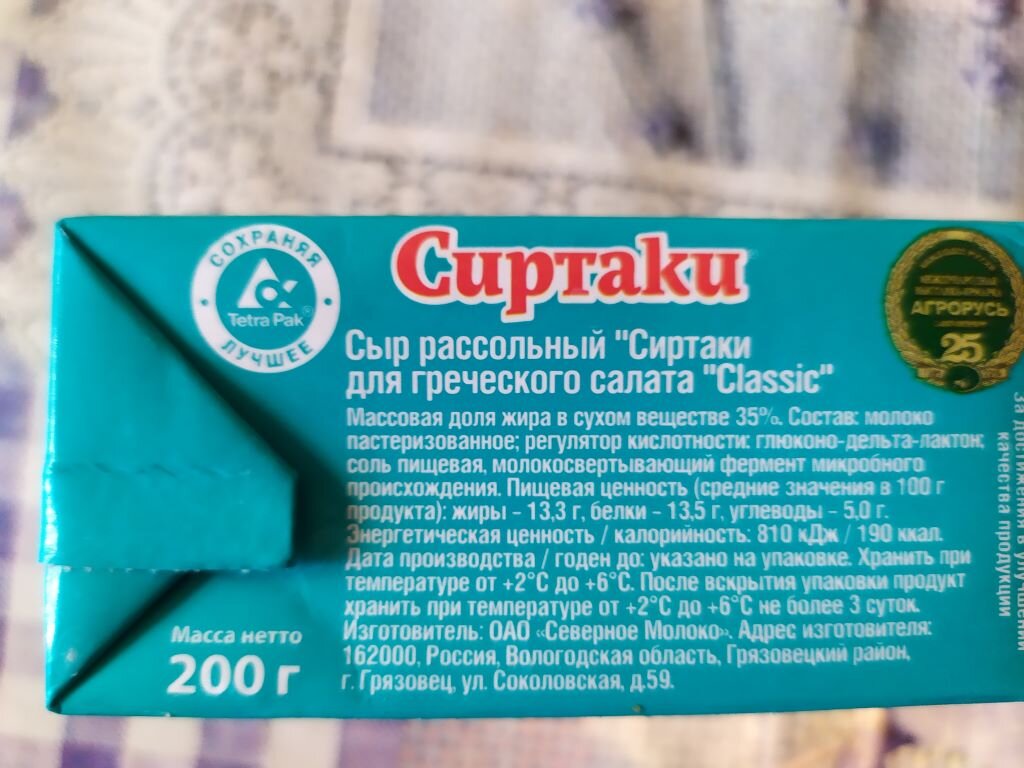 СОХРАНЯЯ
Tetra Pak®
ЛУЧШЕЕ
Сиртаки
Сыр рассольный "Сиртаки
для греческого салата "Classic"
Массовая доля жира в сухом веществе 35%. Состав: молоко
пастеризованное; регулятор кислотности: глюконо-дельта-лактон;
соль пищевая, молокосвертывающий фермент микробного
происхождения. Пищевая ценность (средние значения в 100 г
продукта): жиры – 13,3 г, белки – 13,5 г, углеводы – 5,0 г.
Энергетическая ценность / калорийность: 810 кДж / 190 ккал.
Дата производства / годен до: указано на упаковке. Хранить при
температуре от +2°С до +6°С. После вскрытия упаковки продукт
хранить при температуре от +2°С до +6°С не более 3 суток.
Изготовитель: ОАО «Северное Молоко». Адрес изготовителя:
162000, Россия, Вологодская область, Грязовецкий район,
г. Грязовец, ул. Соколовская, д.59.
Масса нетто
200 г
АГРОРУСЬ
25
за достижения в улучшении
качества продукции